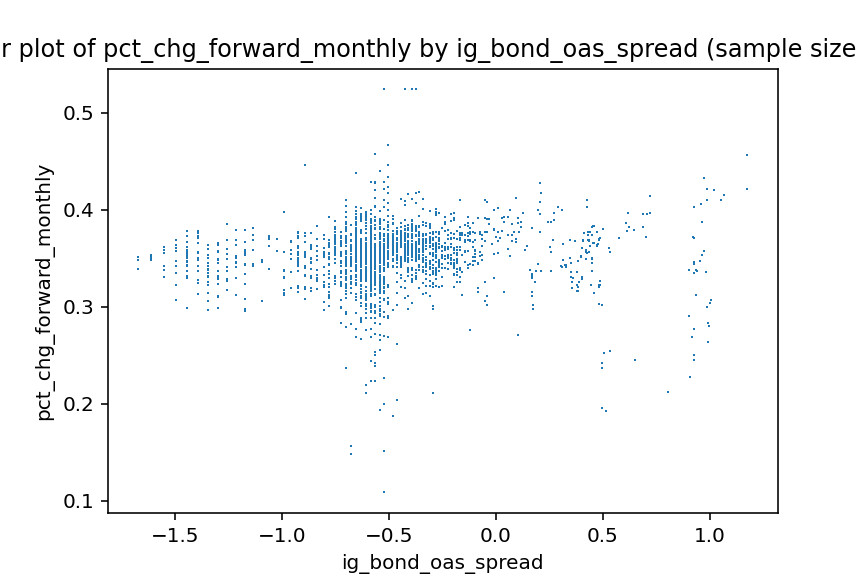 r plot of pct_chg_forward_monthly by ig_bond_oas_spread (sample size
pct_chg_forward_monthly
0.5
0.4
0.3
0.2
0.1
−1.5 −1.0 −0.5 0.0 0.5 1.0
ig_bond_oas_spread